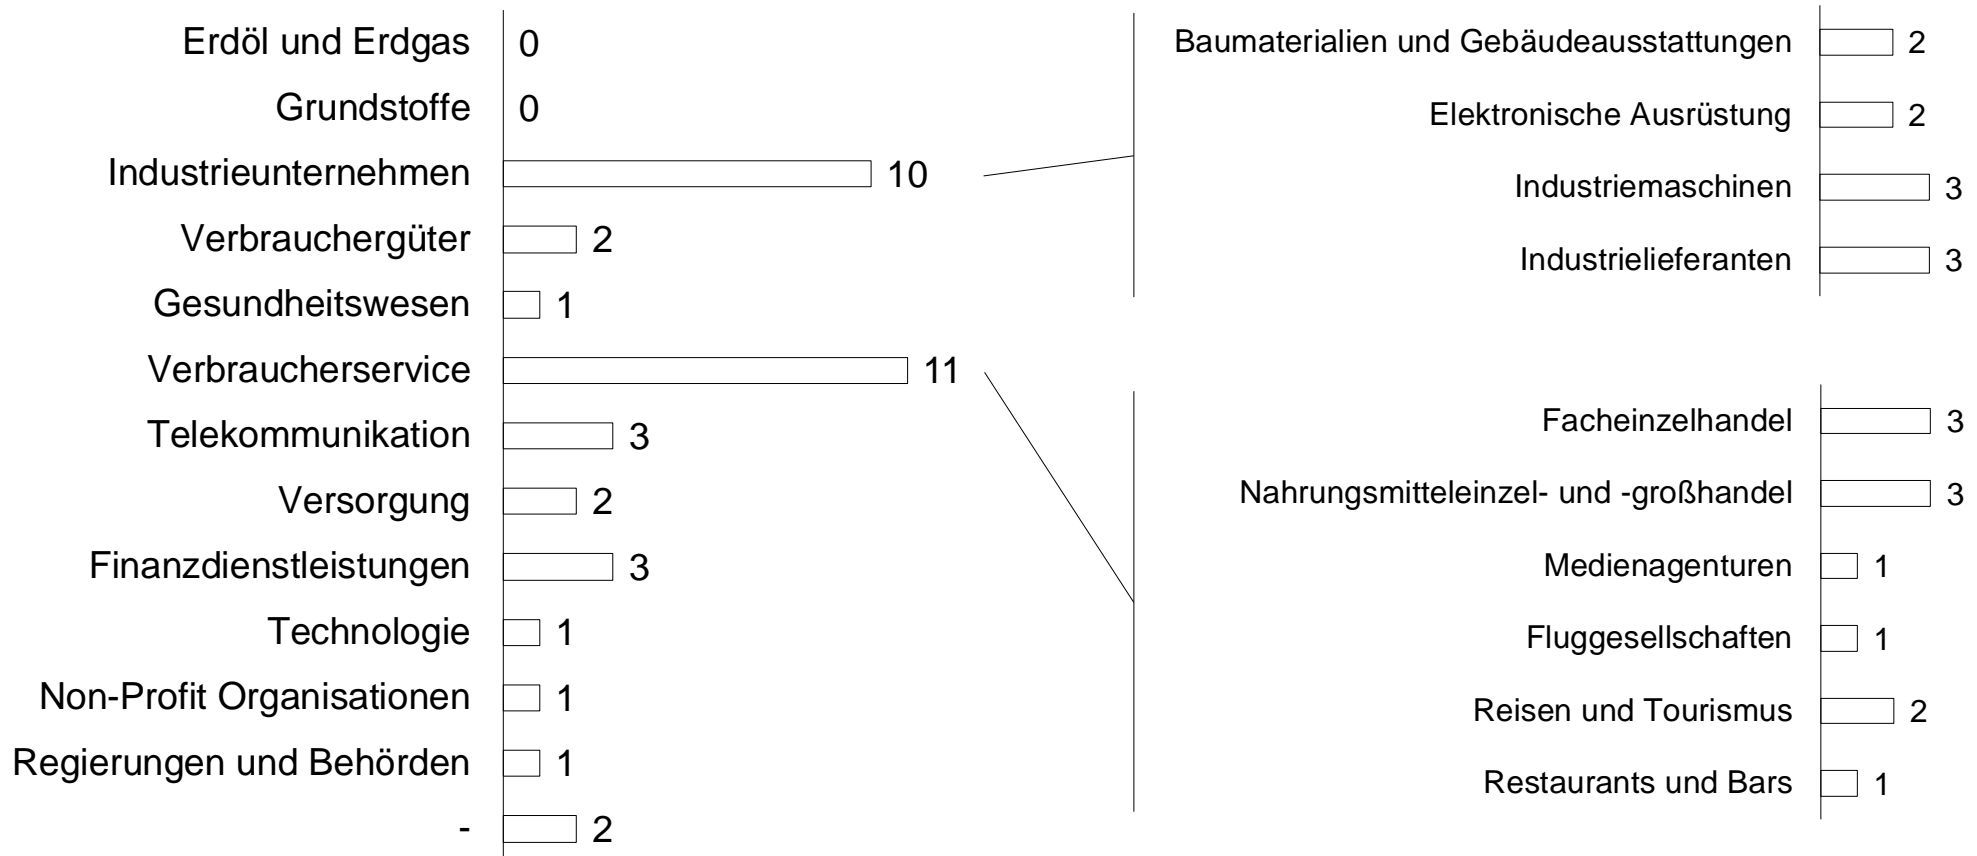 Erdöl und Erdgas 0
Grundstoffe 0
Industrieunternehmen 10
Verbrauchergüter 2
Gesundheitswesen 1
Verbraucherservice 11
Telekommunikation 3
Versorgung 2
Finanzdienstleistungen 3
Technologie 1
Non-Profit Organisationen 1
Regierungen und Behörden 1
- 2
Baumaterialien und Gebäudeausstattungen 2
Elektronische Ausrüstung 2
Industriemaschinen 3
Industrielieferanten 3
Facheinzelhandel 3
Nahrungsmitteleinzel- und -großhandel 3
Medienagenturen 1
Fluggesellschaften 1
Reisen und Tourismus 2
Restaurants und Bars 1